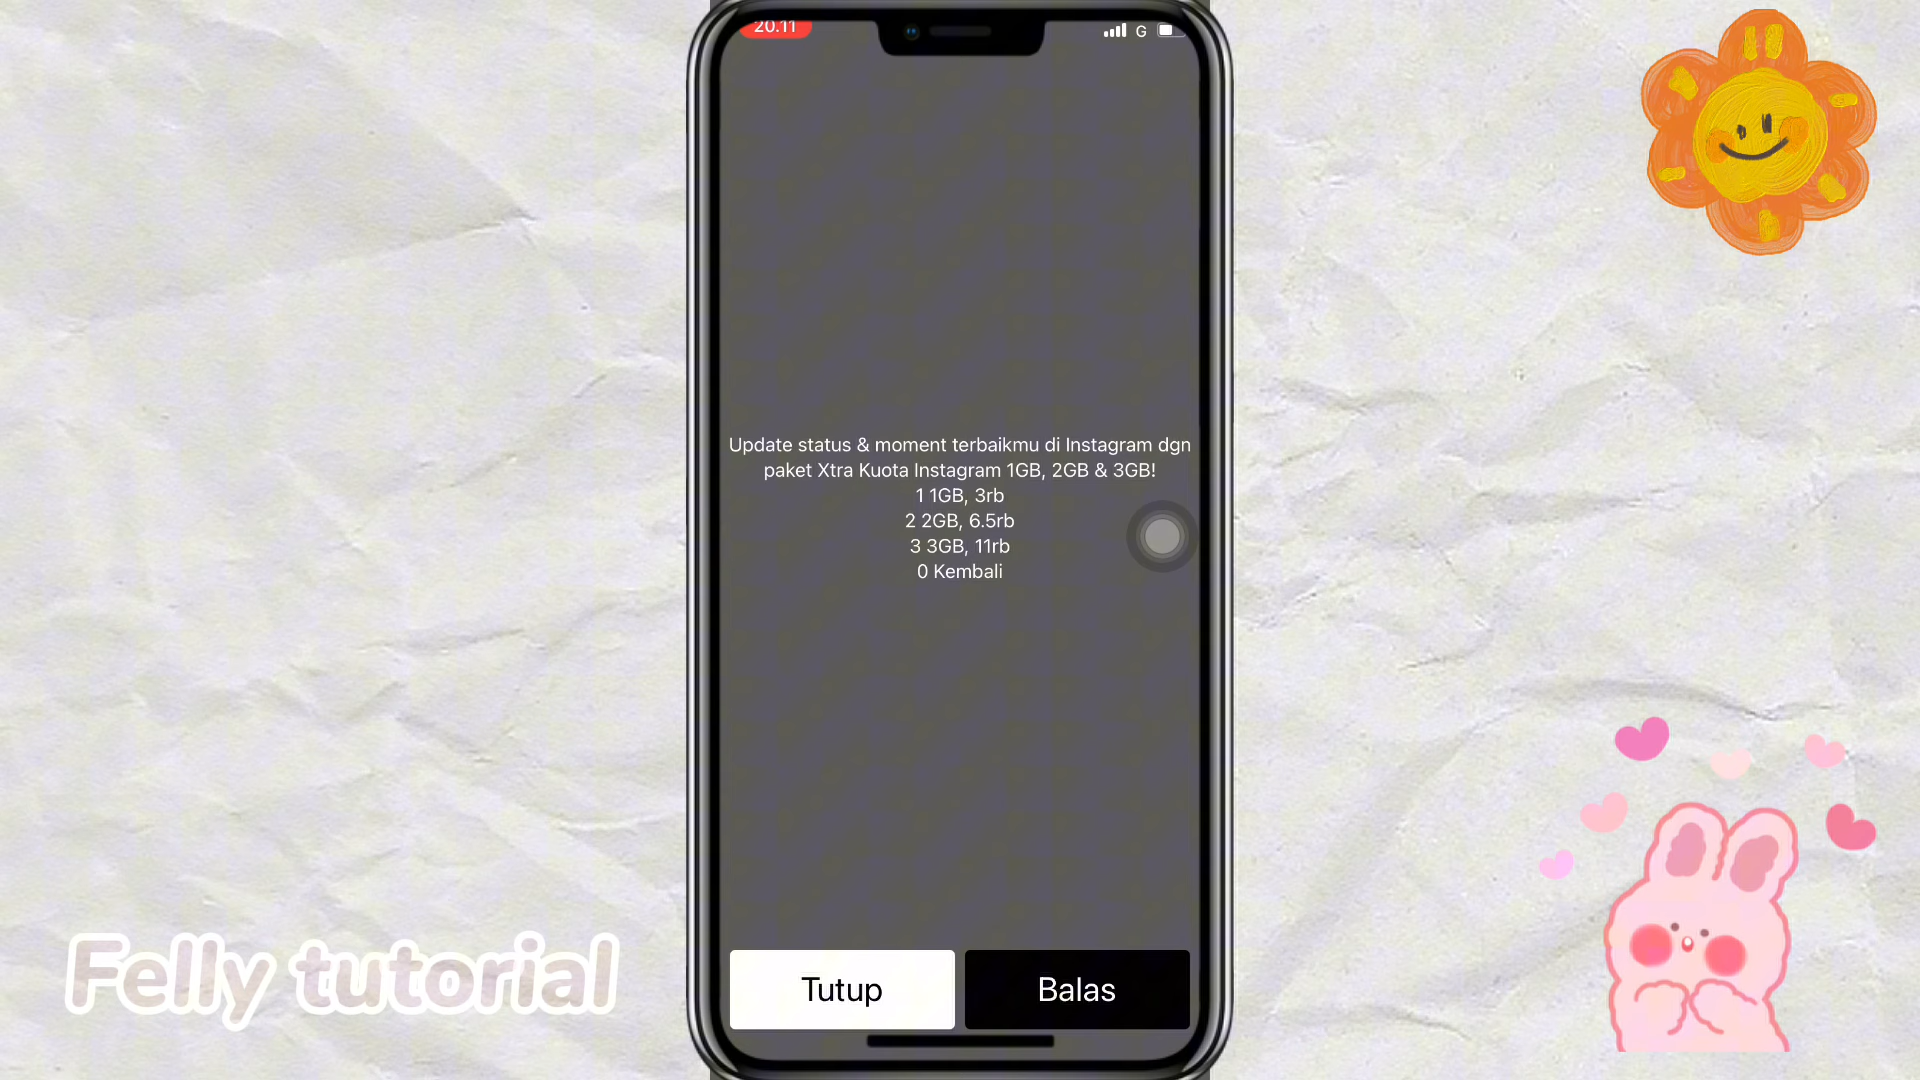 20.11
G
Update status & moment terbaikmu di Instagram dgn
paket Xtra Kuota Instagram 1GB, 2GB & 3GB!
1 1GB, 3rb
2 2GB, 6.5rb
3 3GB, 11rb
0 Kembali
Tutup
Balas
Felly tutorial